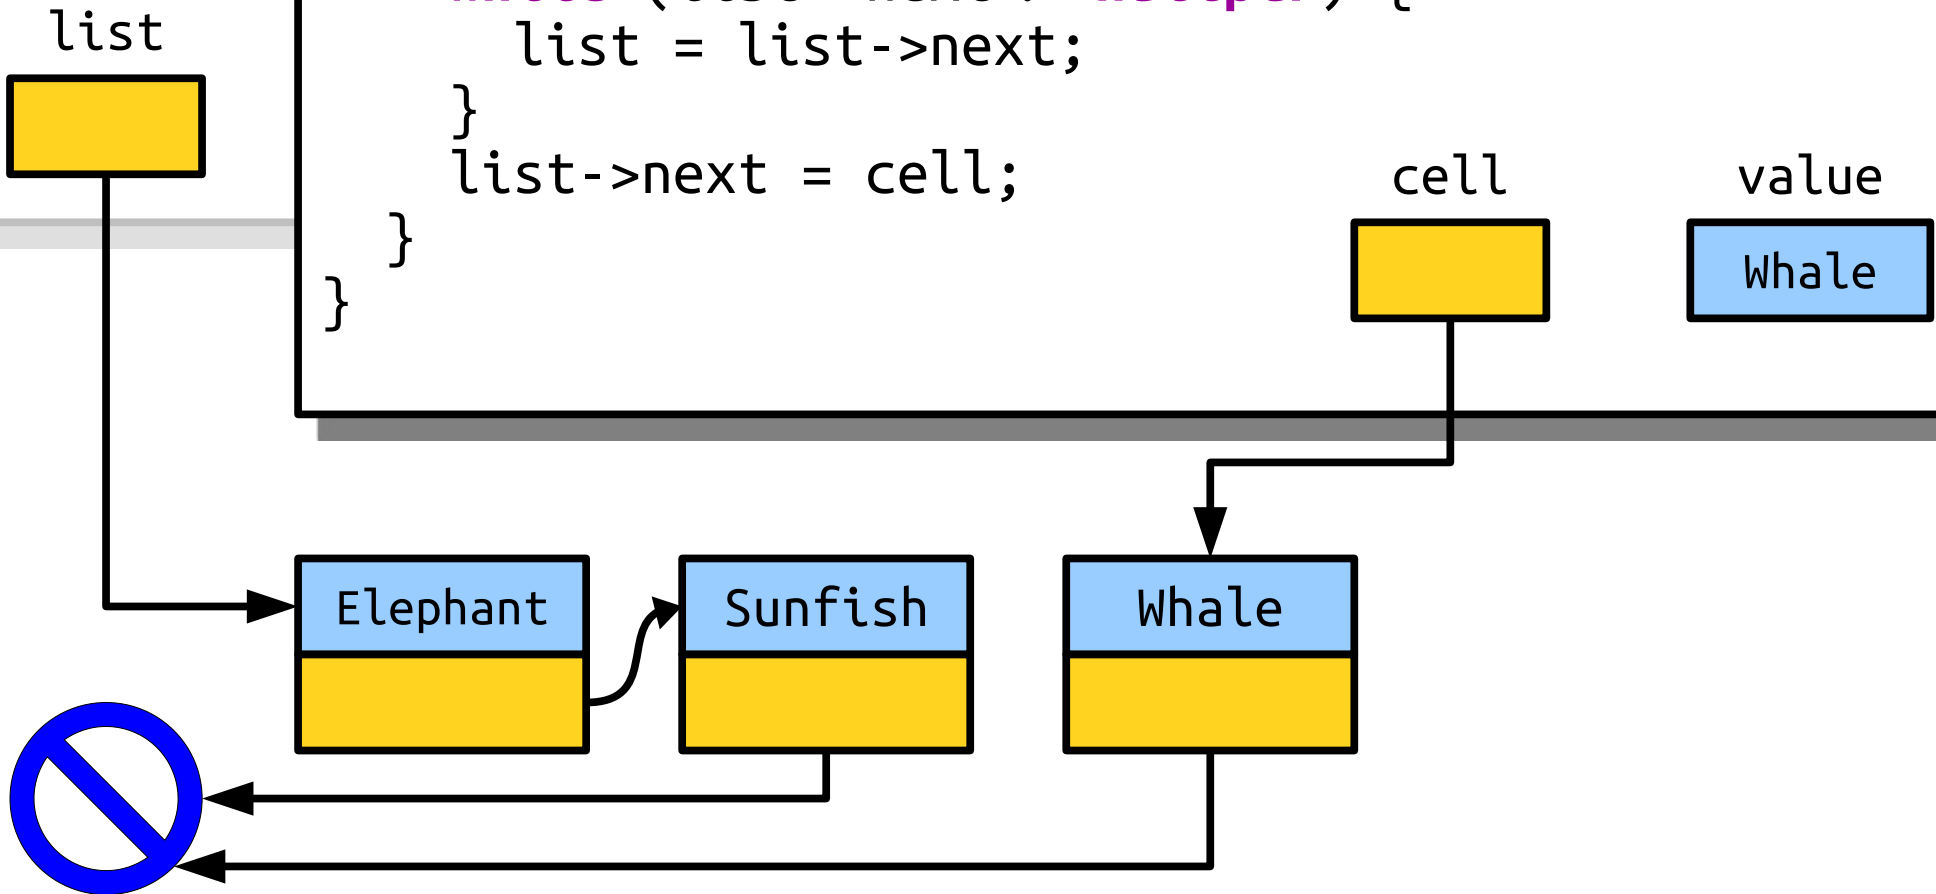 list
list = list->next;
}
list->next = cell;
}
}
cell
value
Whale
Elephant
Sunfish
Whale